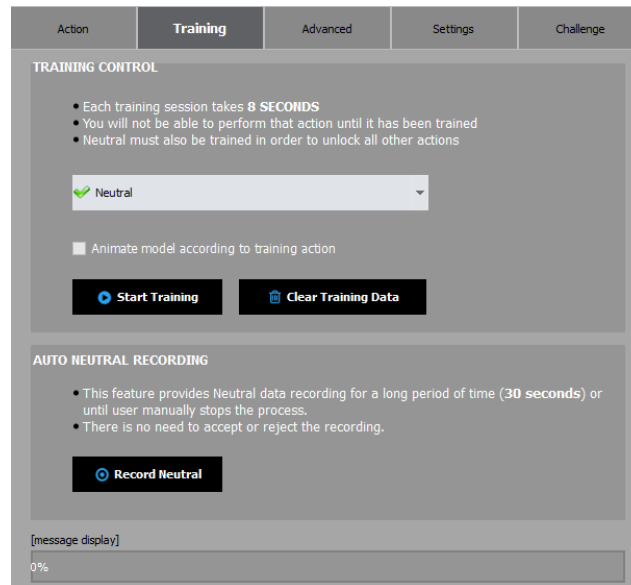 Action Training Advanced Settings Challenge
TRAINING CONTROL
• Each training session takes 8 SECONDS
• You will not be able to perform that action until it has been trained
• Neutral must also be trained in order to unlock all other actions
Neutral
Animate model according to training action
Start Training Clear Training Data
AUTO NEUTRAL RECORDING
• This feature provides Neutral data recording for a long period of time (30 seconds) or
until user manually stops the process.
• There is no need to accept or reject the recording.
Record Neutral
[message display]
0%